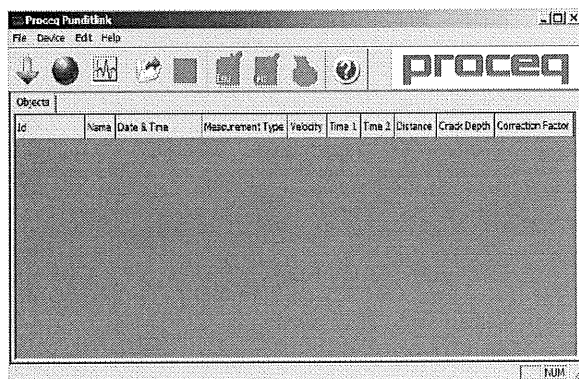 Proceq Punditlink
File Device Edit Help
proceq
Objects
Id Name Date & Time Measurement Type Velocity Time 1 Time 2 Distance Crack Depth Correction Factor
NUM